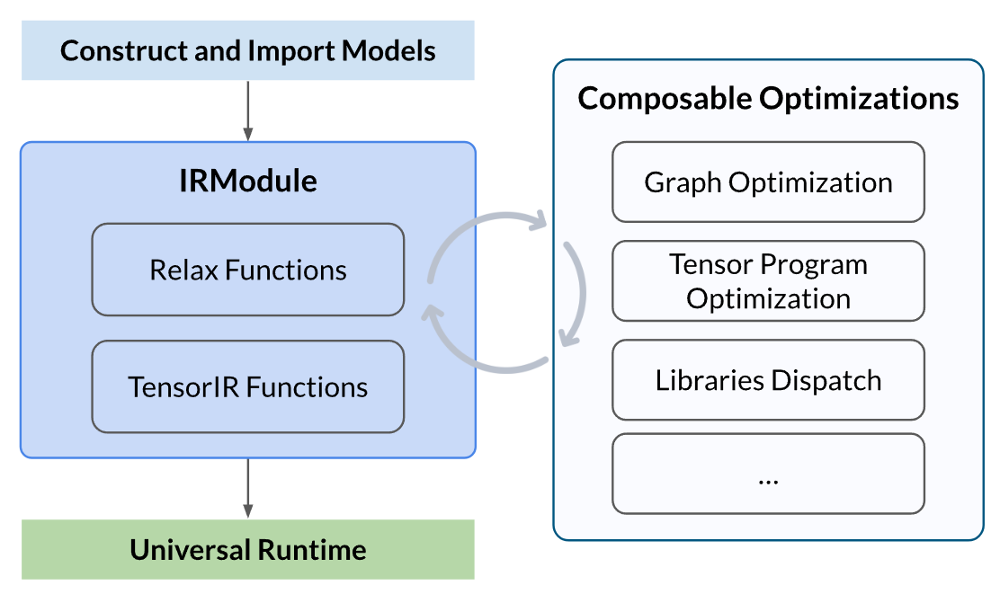 Construct and Import Models
IRModule
Relax Functions
TensorIR Functions
Universal Runtime
Composable Optimizations
Graph Optimization
Tensor Program
Optimization
Libraries Dispatch
...